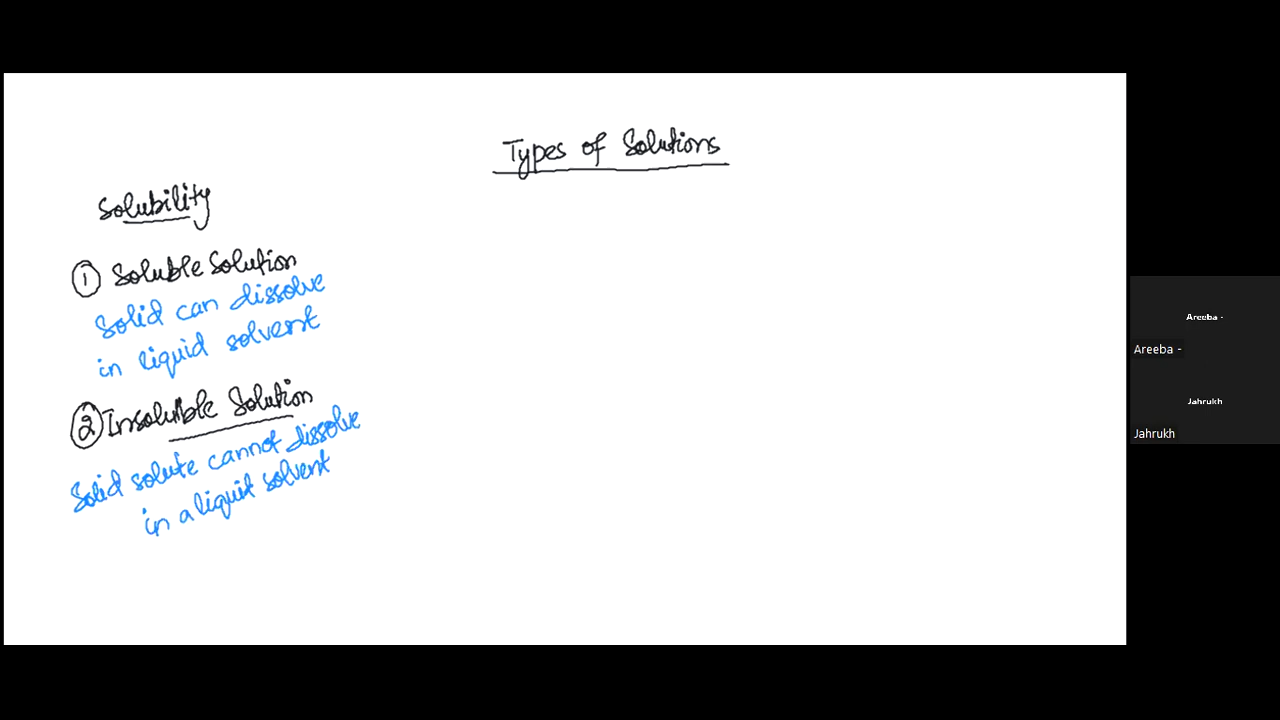 Types of Solutions
Solubility
① Soluble Solution
Solid can dissolve
in liquid solvent
② Insoluble Solution
Solid solute cannot dissolve
in a liquid solvent
Areeba -
Areeba -
Jahrukh
Jahrukh